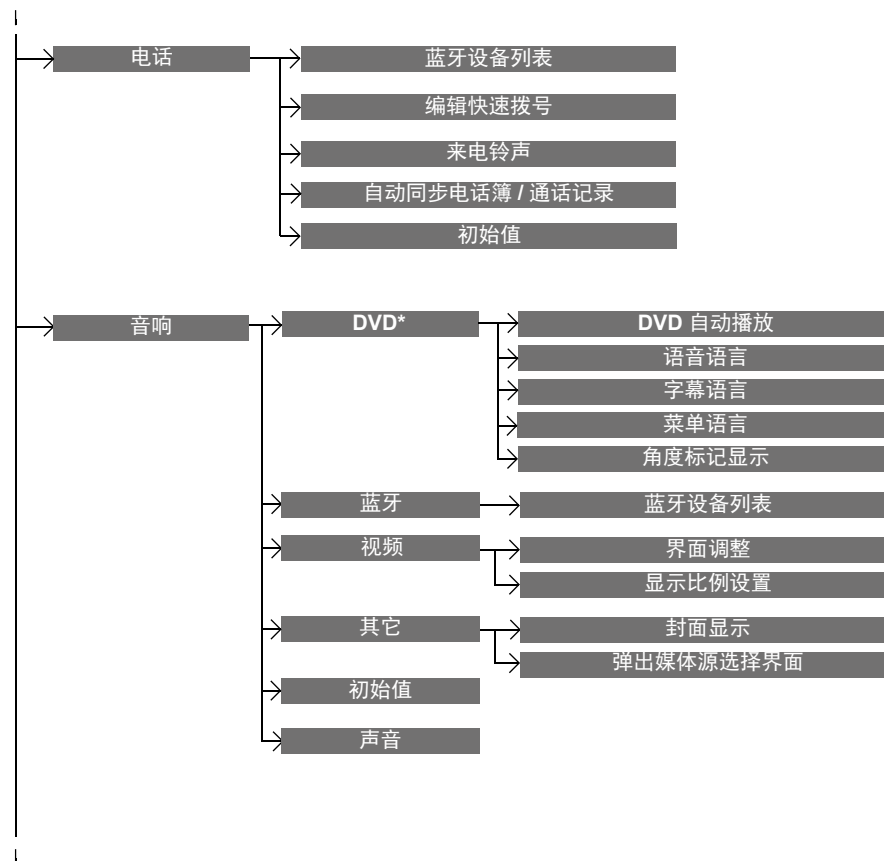 电话
蓝牙设备列表
编辑快速拨号
来电铃声
自动同步电话簿 / 通话记录
初始值
音响
DVD*
DVD 自动播放
语音语言
字幕语言
菜单语言
角度标记显示
蓝牙
蓝牙设备列表
视频
界面调整
显示比例设置
其它
封面显示
弹出媒体源选择界面
初始值
声音